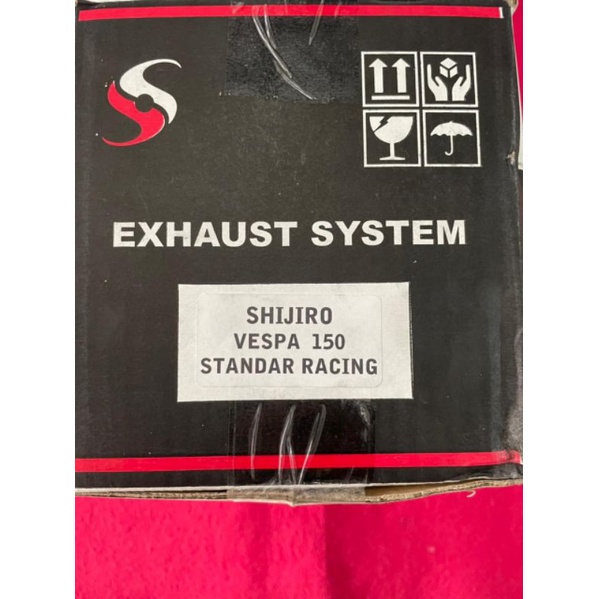 EXHAUST SYSTEM
SHIJIRO
VESPA 150
STANDAR RACING